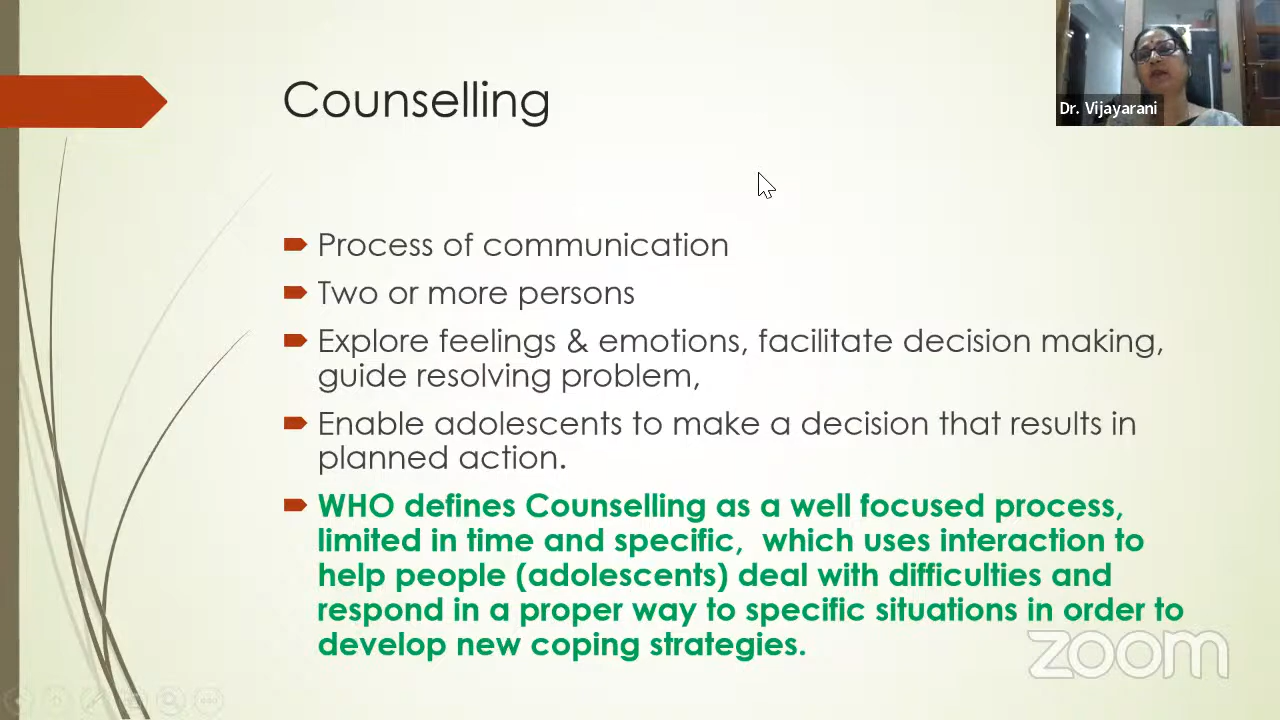 Counselling
Dr. Vijayarani
Process of communication
Two or more persons
Explore feelings & emotions, facilitate decision making,
guide resolving problem,
Enable adolescents to make a decision that results in
planned action.
WHO defines Counselling as a well focused process,
limited in time and specific,  which uses interaction to
help people (adolescents) deal with difficulties and
respond in a proper way to specific situations in order to
develop new coping strategies.
zoom